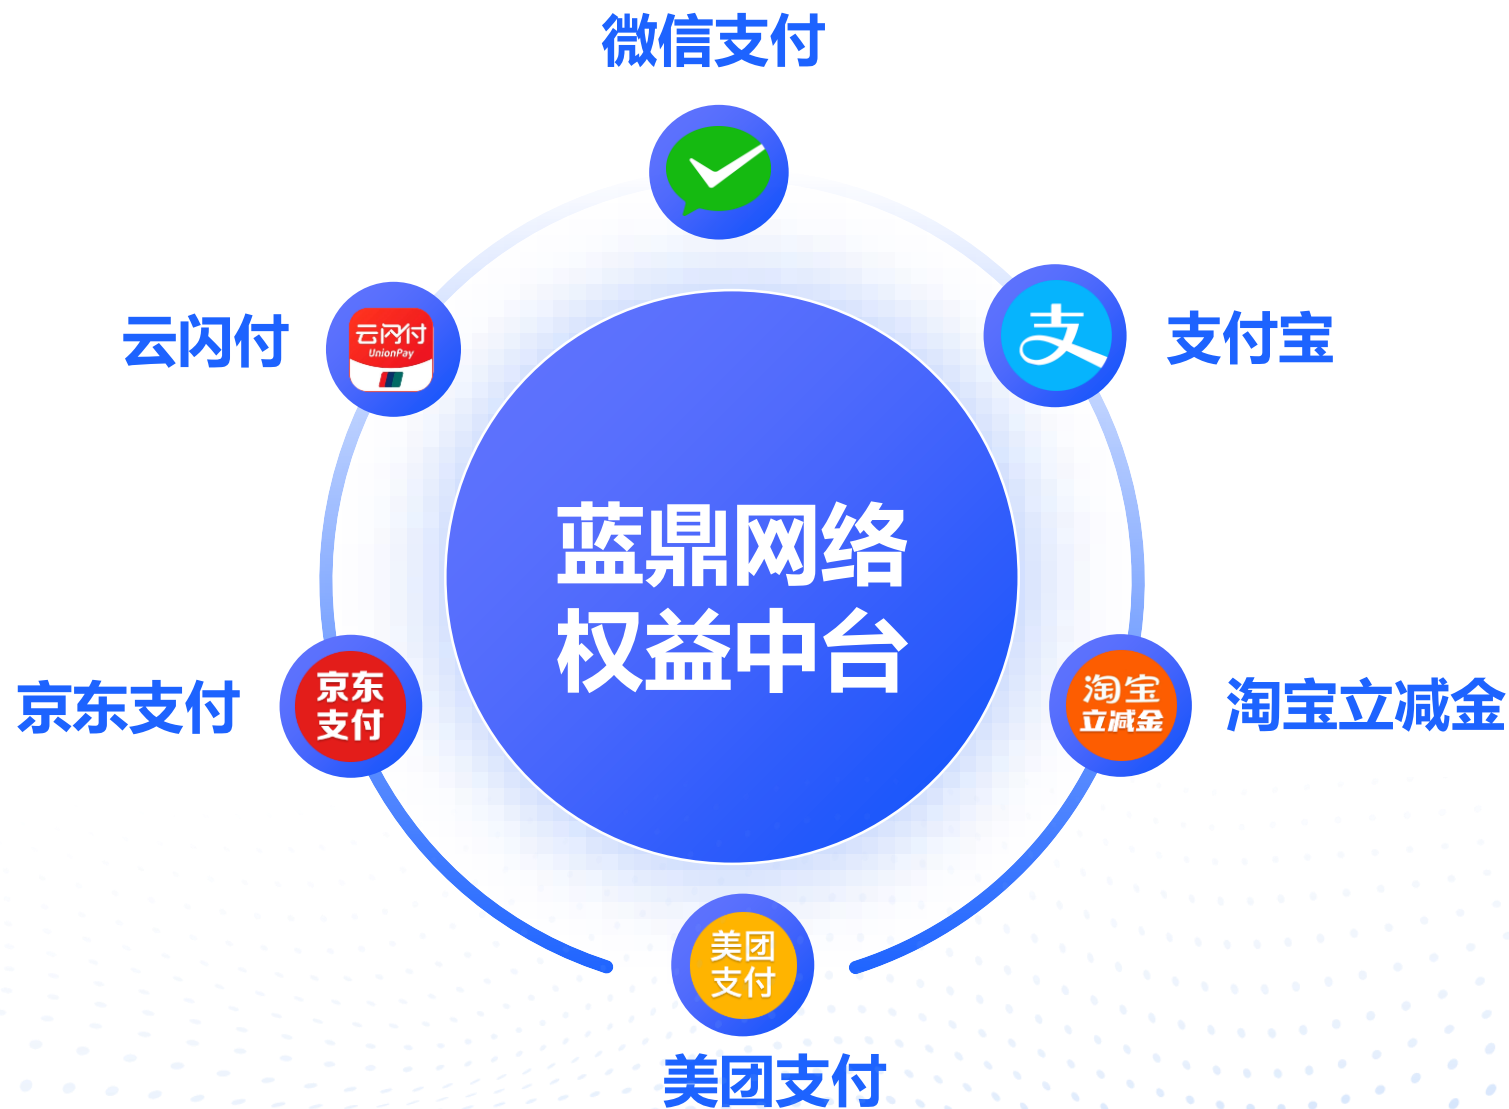 微信支付
云闪付
云闪付
UnionPay
支
支付宝
蓝鼎网络
权益中台
京东支付
京东
支付
淘宝
立减金
淘宝立减金
美团
支付
美团支付